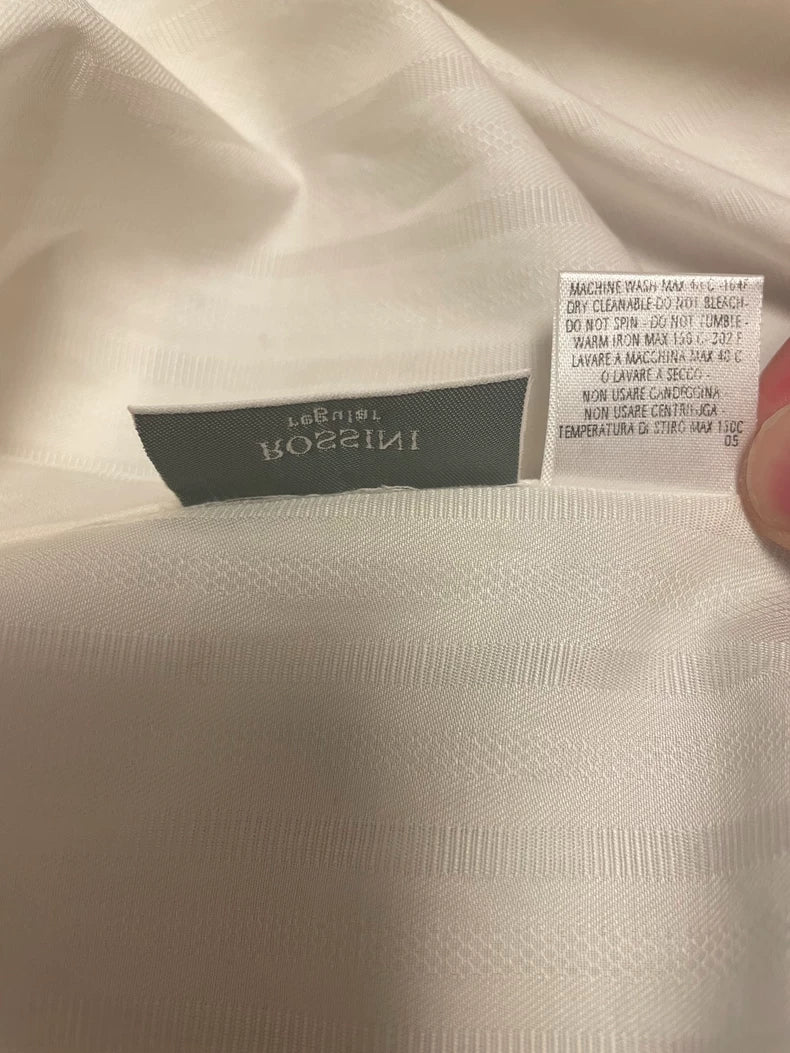 regular
ROSSINI
MACHINE WASH MAX 40 C -104F
DRY CLEANABLE-DO NOT BLEACH-
DO NOT SPIN - DO NOT TUMBLE -
WARM IRON MAX 150 C- 302 F
LAVARE A MACCHINA MAX 40 C
O LAVARE A SECCO -
NON USARE CANDEGGINA
NON USARE CENTRIFUGA
TEMPERATURA DI STIRO MAX 150C
05